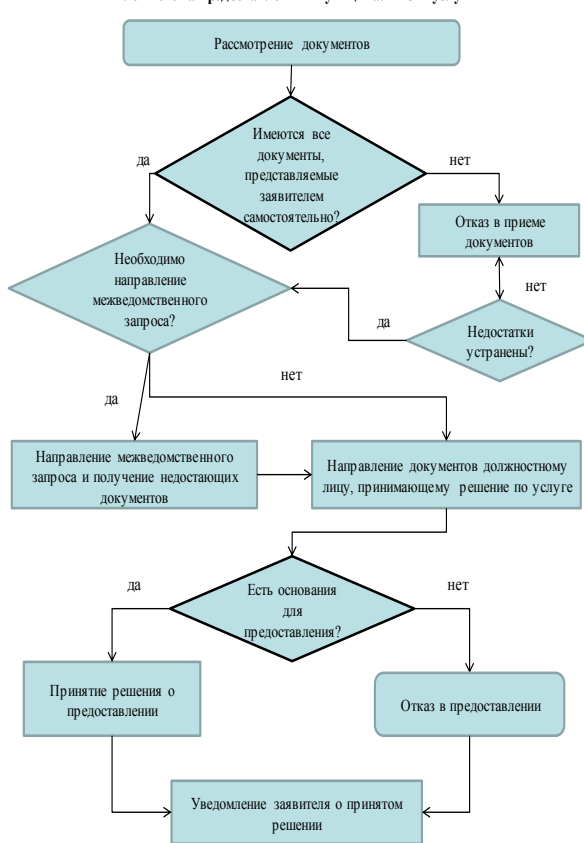 Рассмотрение документов
Имеются все
документы,
представляемые
заявителем
самостоятельно?
да
нет
Отказ в приеме
документов
Необходимо
направление
межведомственного
запроса?
нет
да
Недостатки
устранены?
нет
да
Направление межведомственного
запроса и получение недостающих
документов
Направление документов должностному
лицу, принимающему решение по услуге
да
нет
Есть основания
для
предоставления?
Принятие решения о
предоставлении
Отказ в предоставлении
Уведомление заявителя о принятом
решении